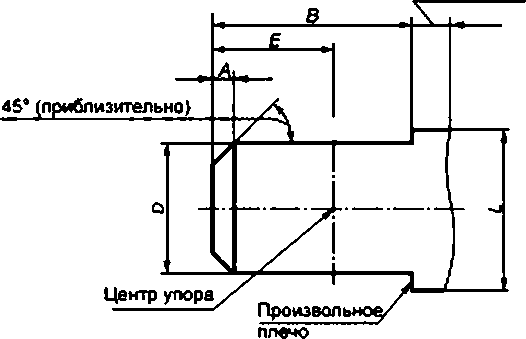 B
E
A
45° (приблизительно)
D
L
Центр упора
Произвольное
плечо